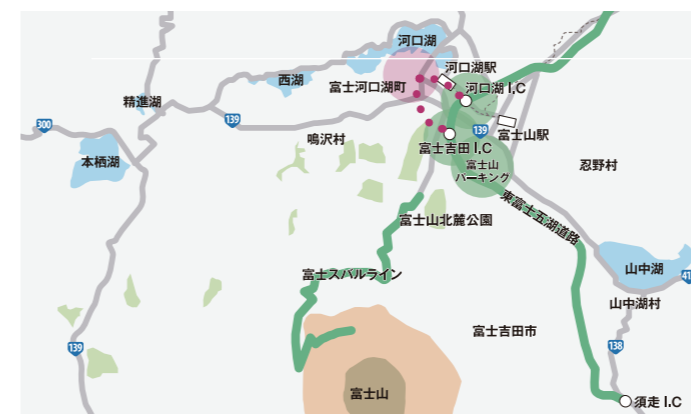 河口湖
河口湖駅
西湖
富士河口湖町
河口湖 I.C
精進湖
300
139
139
富士山駅
鳴沢村
富士吉田 I.C
本栖湖
富士山
パーキング
忍野村
東富士五湖道路
富士山北麓公園
富士スバルライン
山中湖
41
山中湖村
富士吉田市
139
138
富士山
須走 I.C